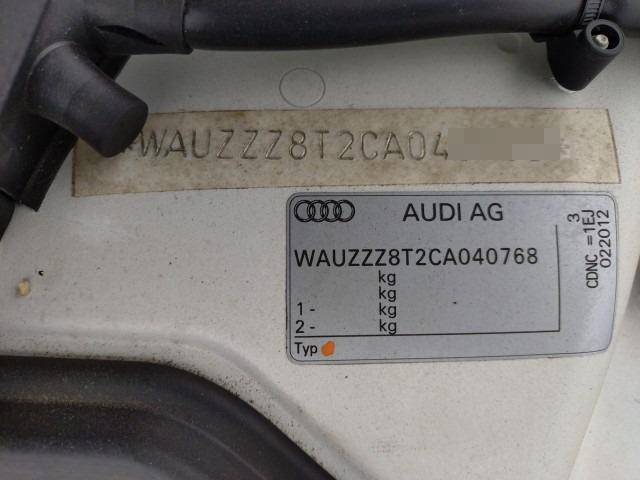 WAUZZZ8T2CA04
AUDI AG
WAUZZZ8T2CA040768
kg
kg
1 - kg
2 - kg
Typ
3
CDNC =1EJ
022012